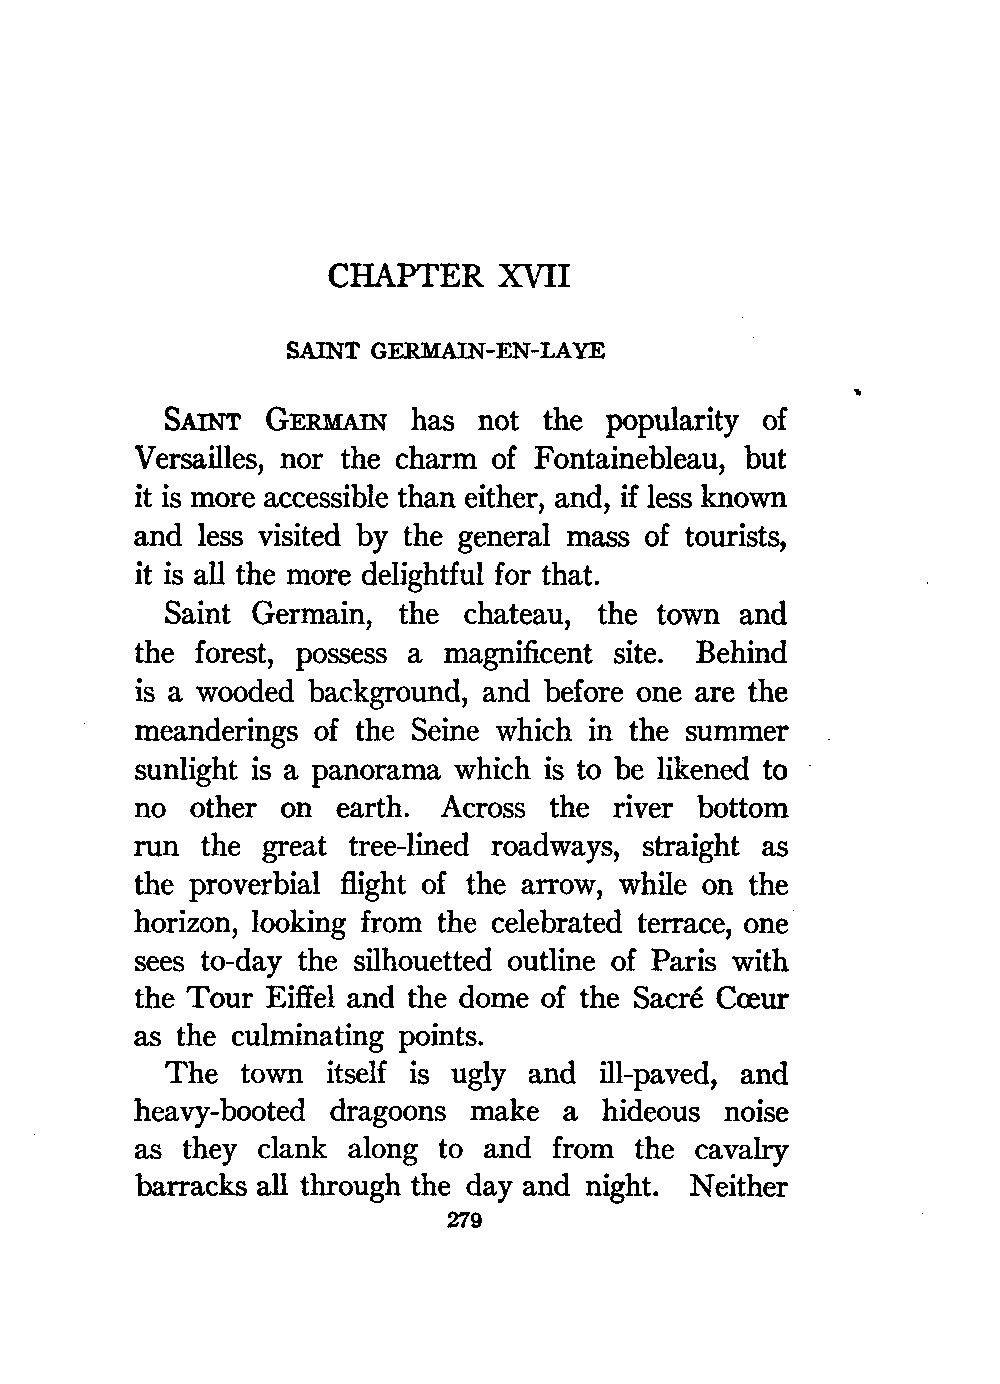 CHAPTER XVII
SAINT GERMAIN-EN-LAYE
SAINT GERMAIN has not the popularity of
Versailles, nor the charm of Fontainebleau, but
it is more accessible than either, and, if less known
and less visited by the general mass of tourists,
it is all the more delightful for that.
Saint Germain, the chateau, the town and
the forest, possess a magnificent site. Behind
is a wooded background, and before one are the
meanderings of the Seine which in the summer
sunlight is a panorama which is to be likened to
no other on earth. Across the river bottom
run the great tree-lined roadways, straight as
the proverbial flight of the arrow, while on the
horizon, looking from the celebrated terrace, one
sees to-day the silhouetted outline of Paris with
the Tour Eiffel and the dome of the Sacré Cœur
as the culminating points.
The town itself is ugly and ill-paved, and
heavy-booted dragoons make a hideous noise
as they clank along to and from the cavalry
barracks all through the day and night. Neither
279